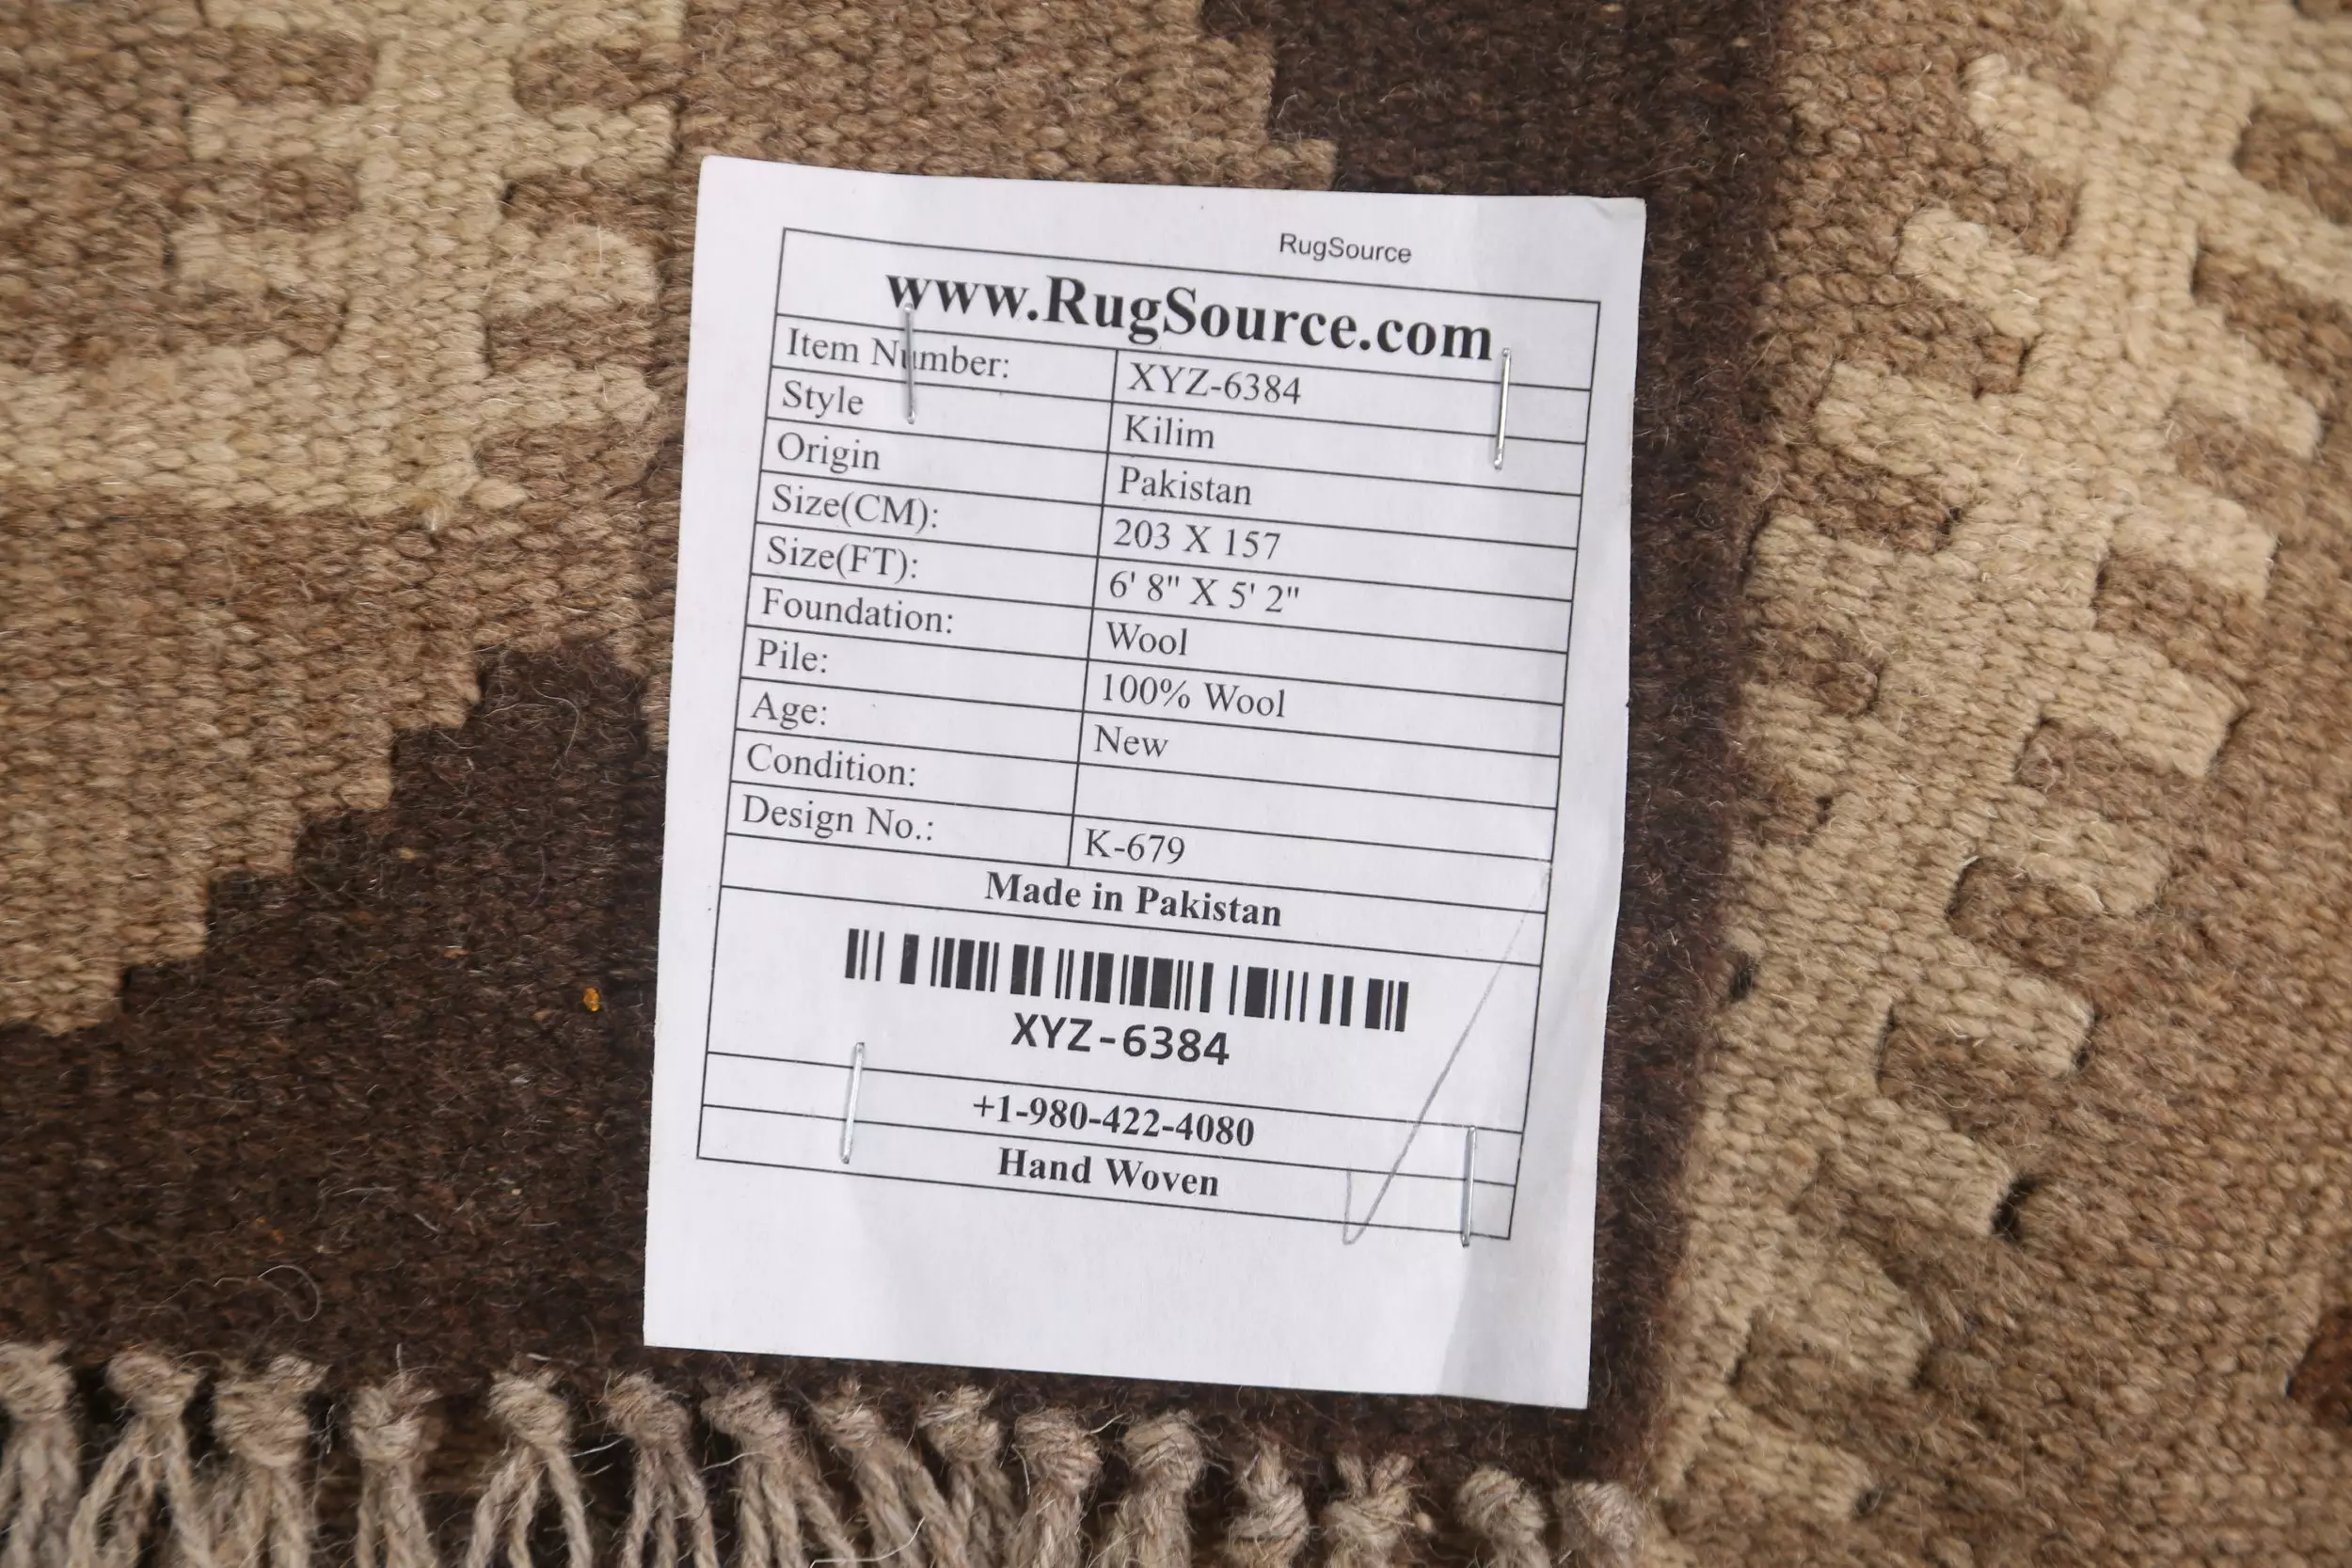 RugSource
www.RugSource.com
Item Number: XYZ-6384
Style Kilim
Origin Pakistan
Size(CM): 203 X 157
Size(FT): 6' 8" X 5' 2"
Foundation: Wool
Pile: 100% Wool
Age: New
Condition:
Design No.: K-679
Made in Pakistan
XYZ-6384
+1-980-422-4080
Hand Woven